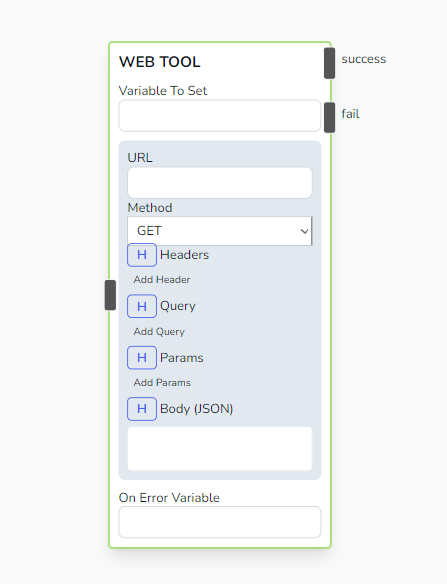 WEB TOOL
success
Variable To Set
fail
URL
Method
GET
H Headers
Add Header
H Query
Add Query
H Params
Add Params
H Body (JSON)
On Error Variable